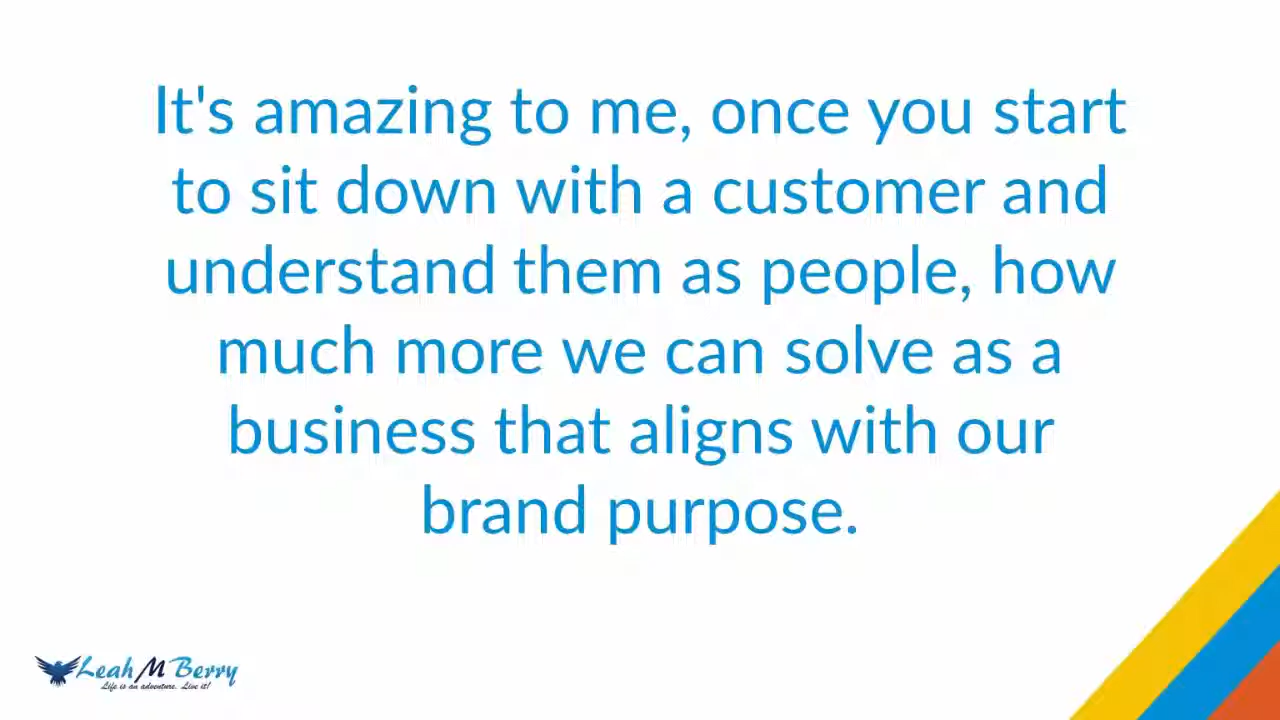 It's amazing to me, once you start
to sit down with a customer and
understand them as people, how
much more we can solve as a
business that aligns with our
brand purpose.
Leah M Berry
Life is an adventure. Live it!